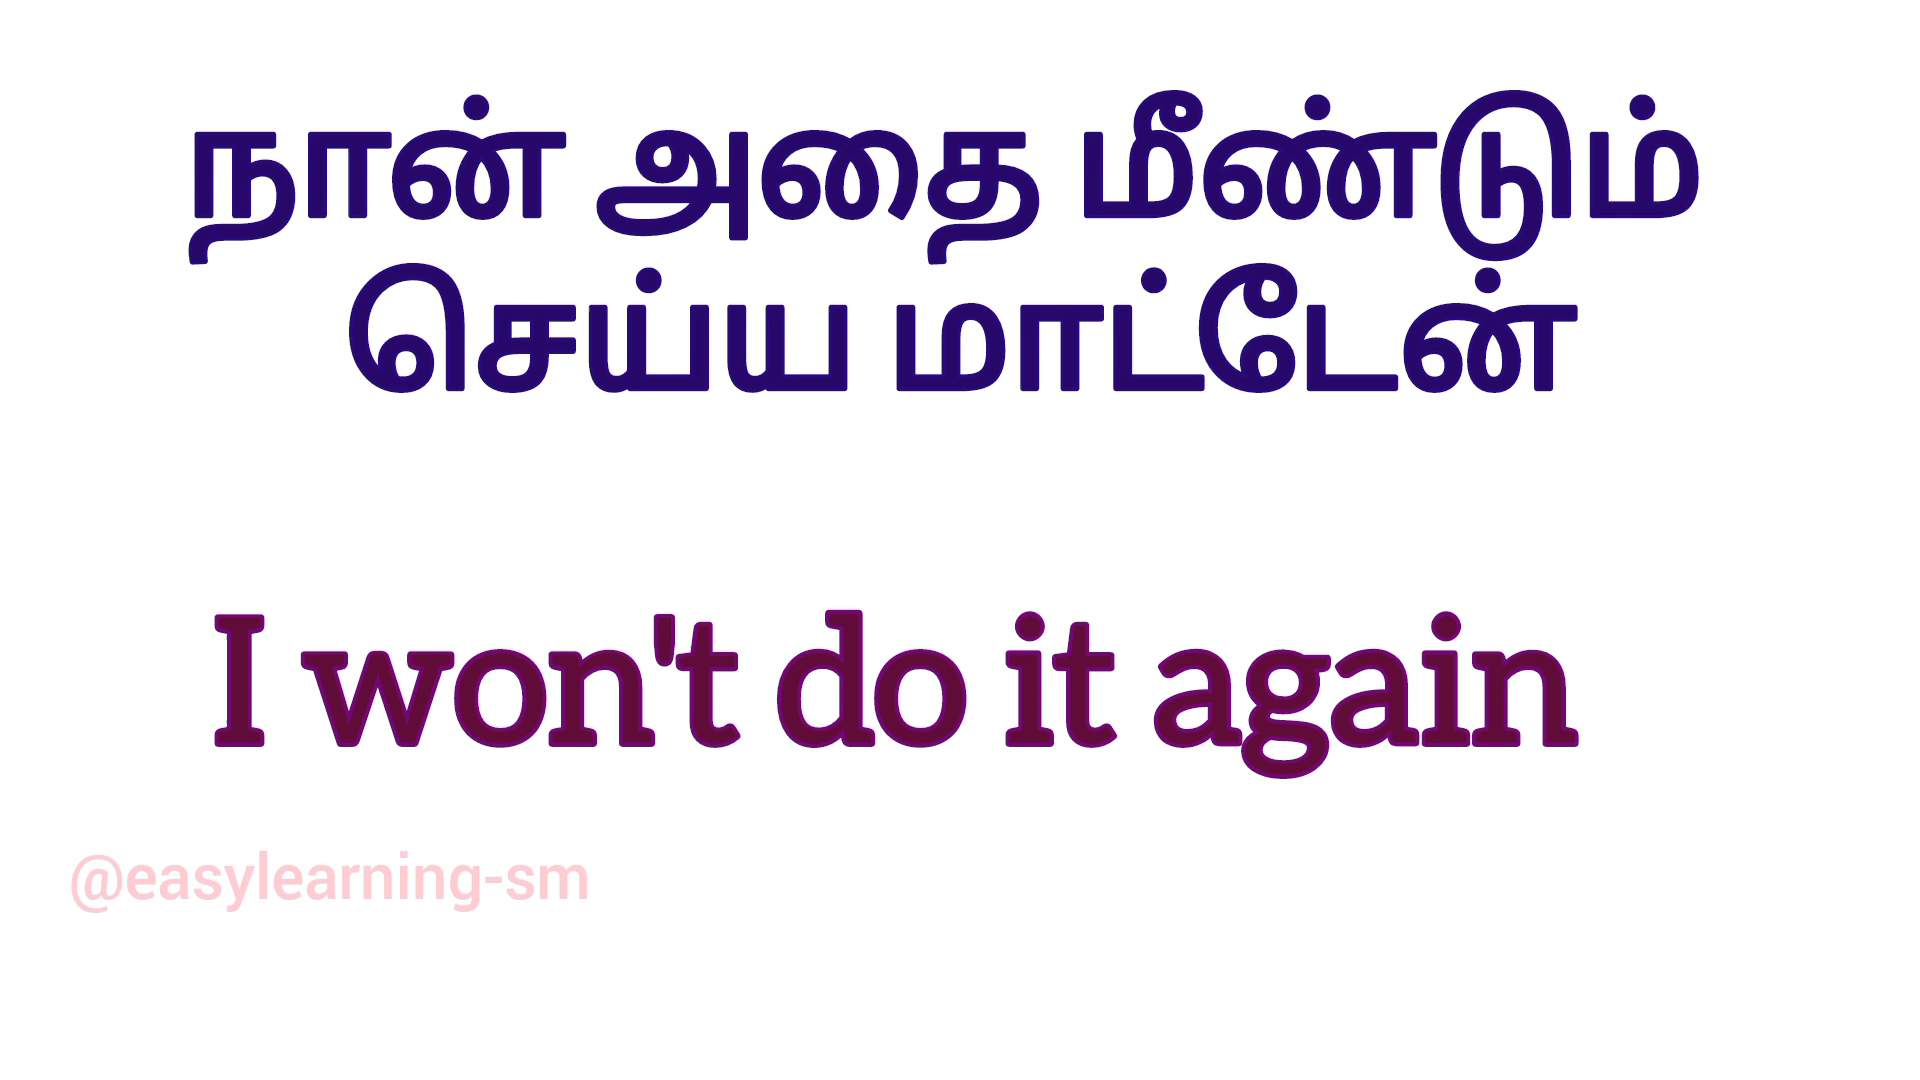 நான் அதை மீண்டும்
செய்ய மாட்டேன்
I won't do it again
@easylearning-sm